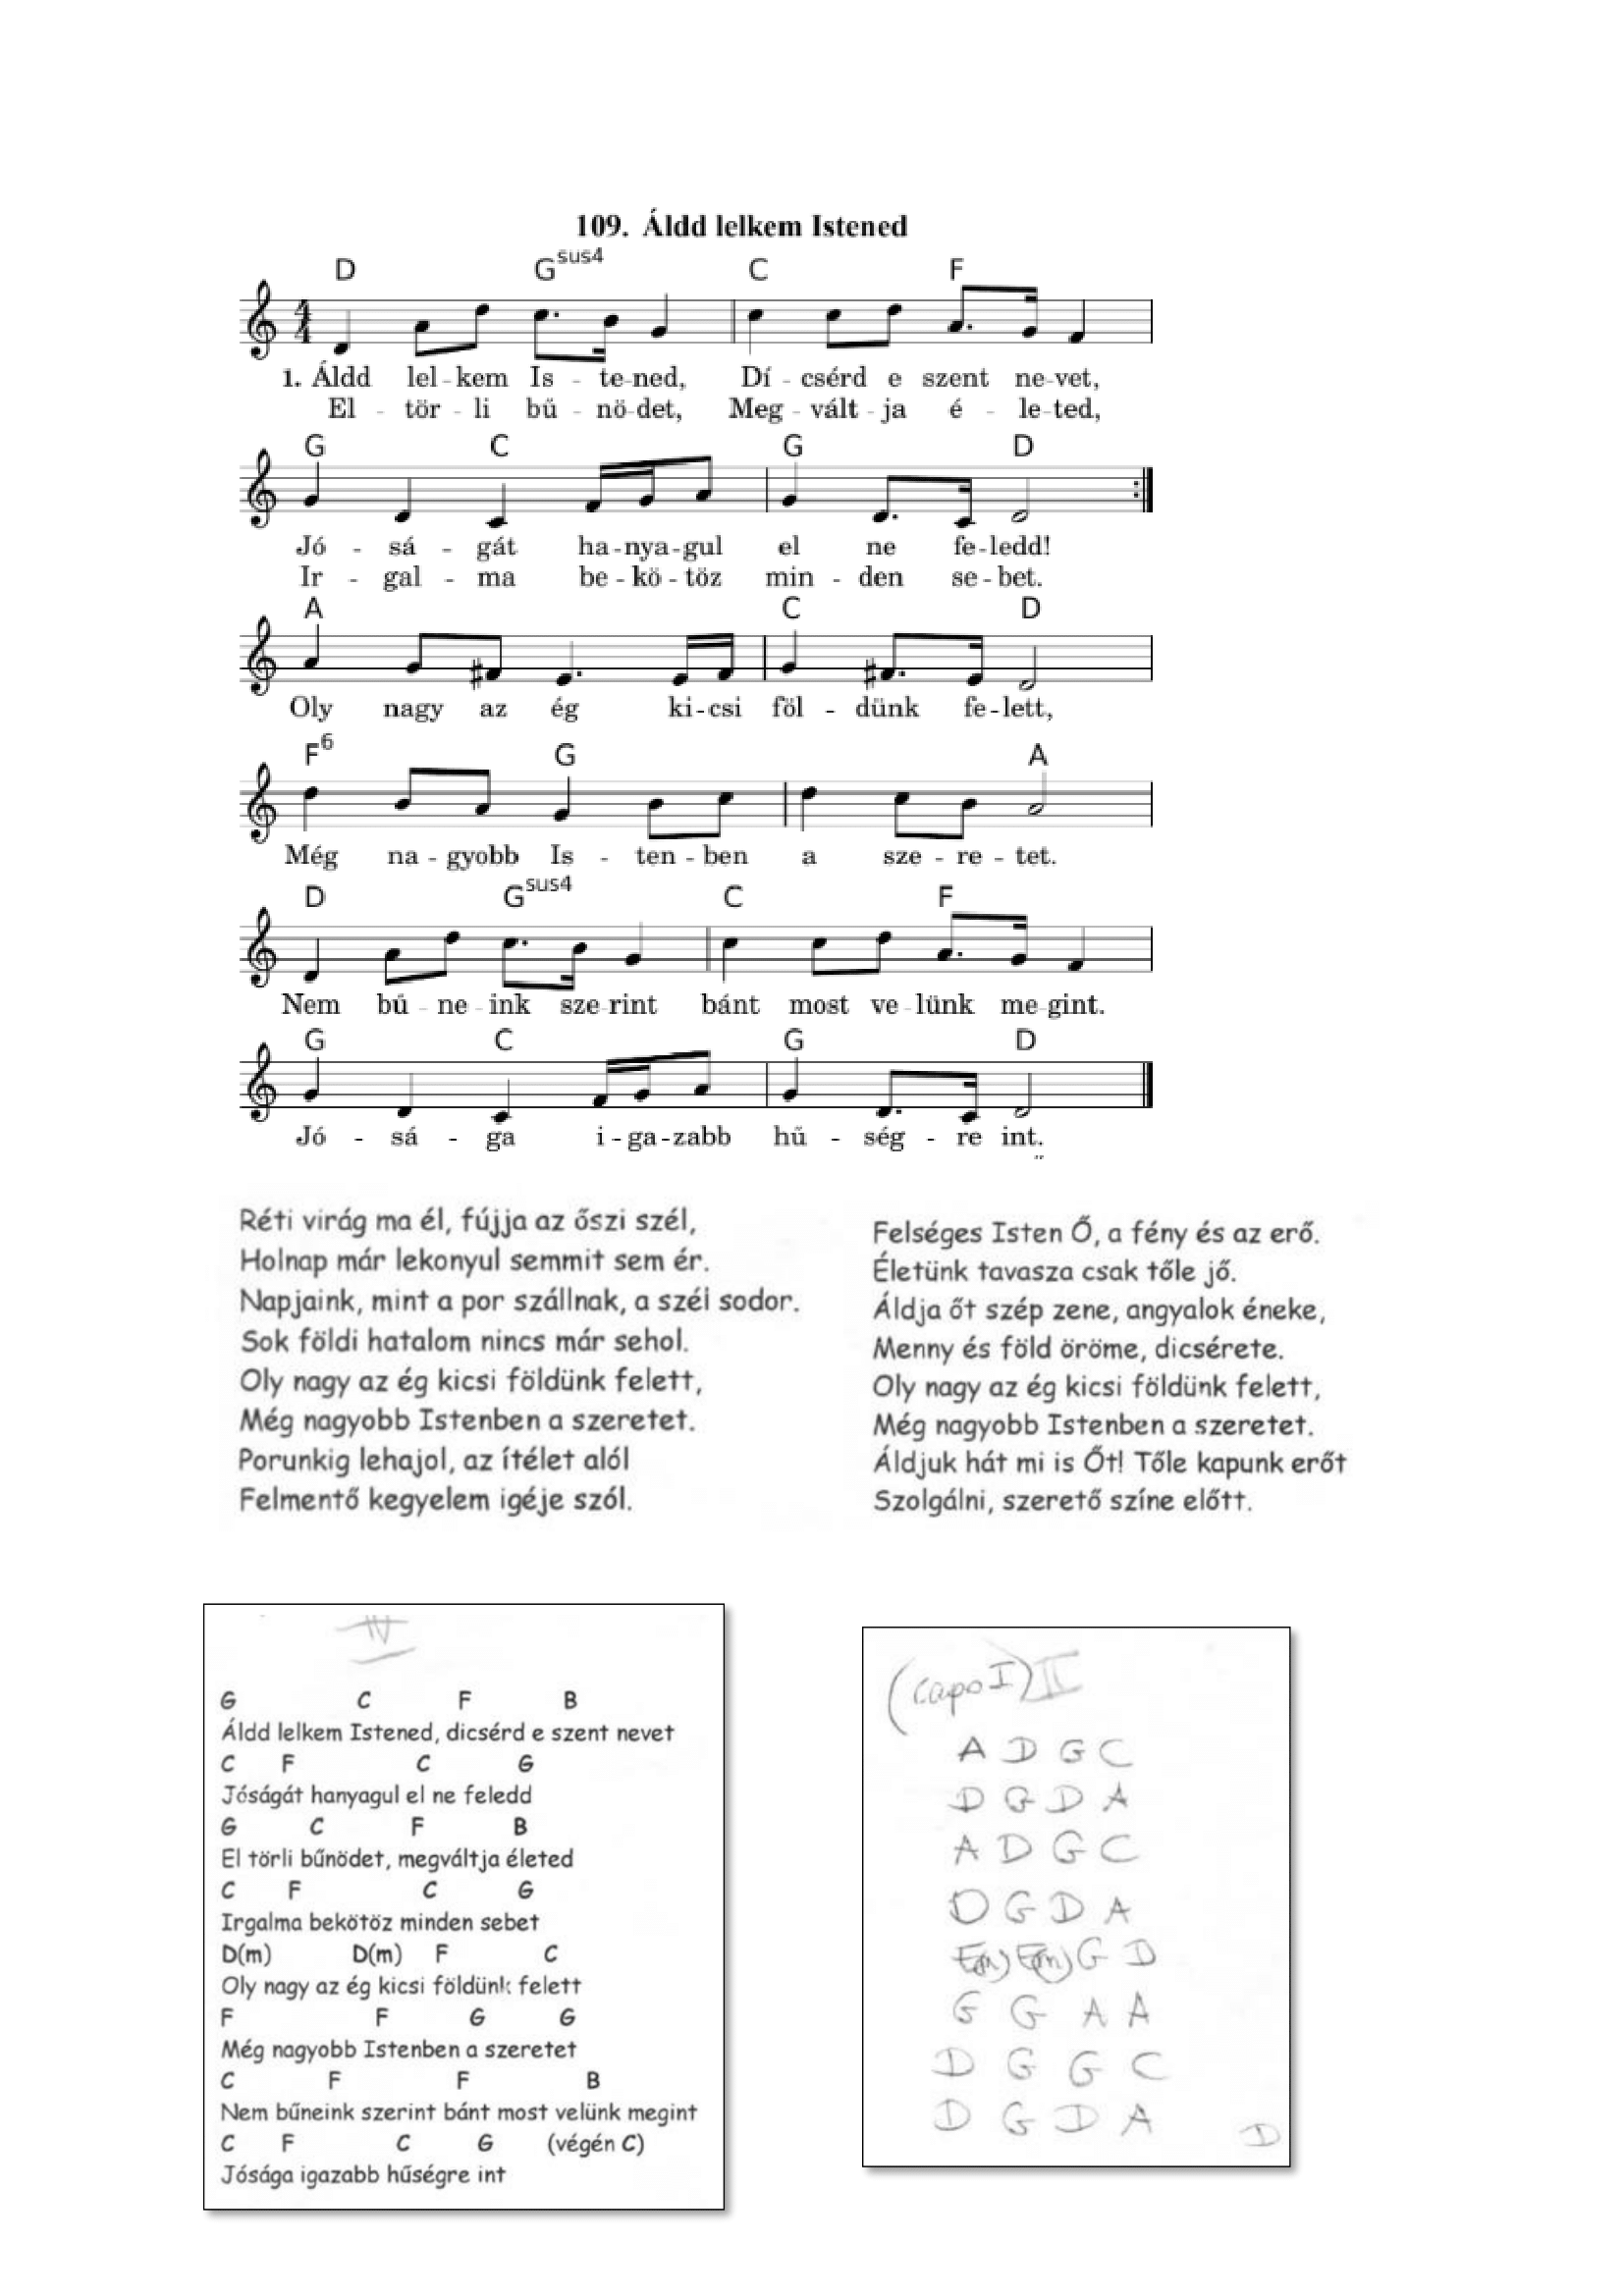 109. Áldd lelkem Istened
D Gsus4 C F
1. Áldd lel-kem Is-te-ned, Dí-csérd e szent ne-vet,
El-tör-li bű-nö-det, Meg-vált-ja é-le-ted,
G C G D
Jó-sá-gát ha-nya-gul el ne fe-ledd!
Ir-gal-ma be-kö-töz min-den se-bet.
A C D
Oly nagy az ég ki-csi föl-dünk fe-lett,
F6 G A
Még na-gyobb Is-ten-ben a sze-re-tet.
D Gsus4 C F
Nem bű-ne-ink sze-rint bánt most ve-lünk me-gint.
G C G D
Jó-sá-ga i-ga-zabb hű-ség-re int.
Réti virág ma él, fújja az őszi szél,
Holnap már lekonyul semmit sem ér.
Napjaink, mint a por szállnak, a szél sodor.
Sok földi hatalom nincs már sehol.
Oly nagy az ég kicsi földünk felett,
Még nagyobb Istenben a szeretet.
Porunkig lehajol, az ítélet alól
Felmentő kegyelem igéje szól.
Felséges Isten Ő, a fény és az erő.
Életünk tavasza csak tőle jő.
Áldja őt szép zene, angyalok éneke,
Menny és föld öröme, dicsérete.
Oly nagy az ég kicsi földünk felett,
Még nagyobb Istenben a szeretet.
Áldjuk hát mi is Őt! Tőle kapunk erőt
Szolgálni, szerető színe előtt.
IV
G C F B
Áldd lelkem Istened, dicsérd e szent nevet
C F C G
Jóságát hanyagul el ne feledd
G C F B
El törli bűnödet, megváltja életed
C F C G
Irgalma bekötöz minden sebet
D(m) D(m) F C
Oly nagy az ég kicsi földünk felett
F F G G
Még nagyobb Istenben a szeretet
C F F B
Nem bűneink szerint bánt most velünk megint
C F C G (végén C)
Jósága igazabb hűségre int
(capo I) II
A D G C
D G D A
A D G C
D G D A
E(m) E(m) G D
G G A A
D G G C
D G D A
D